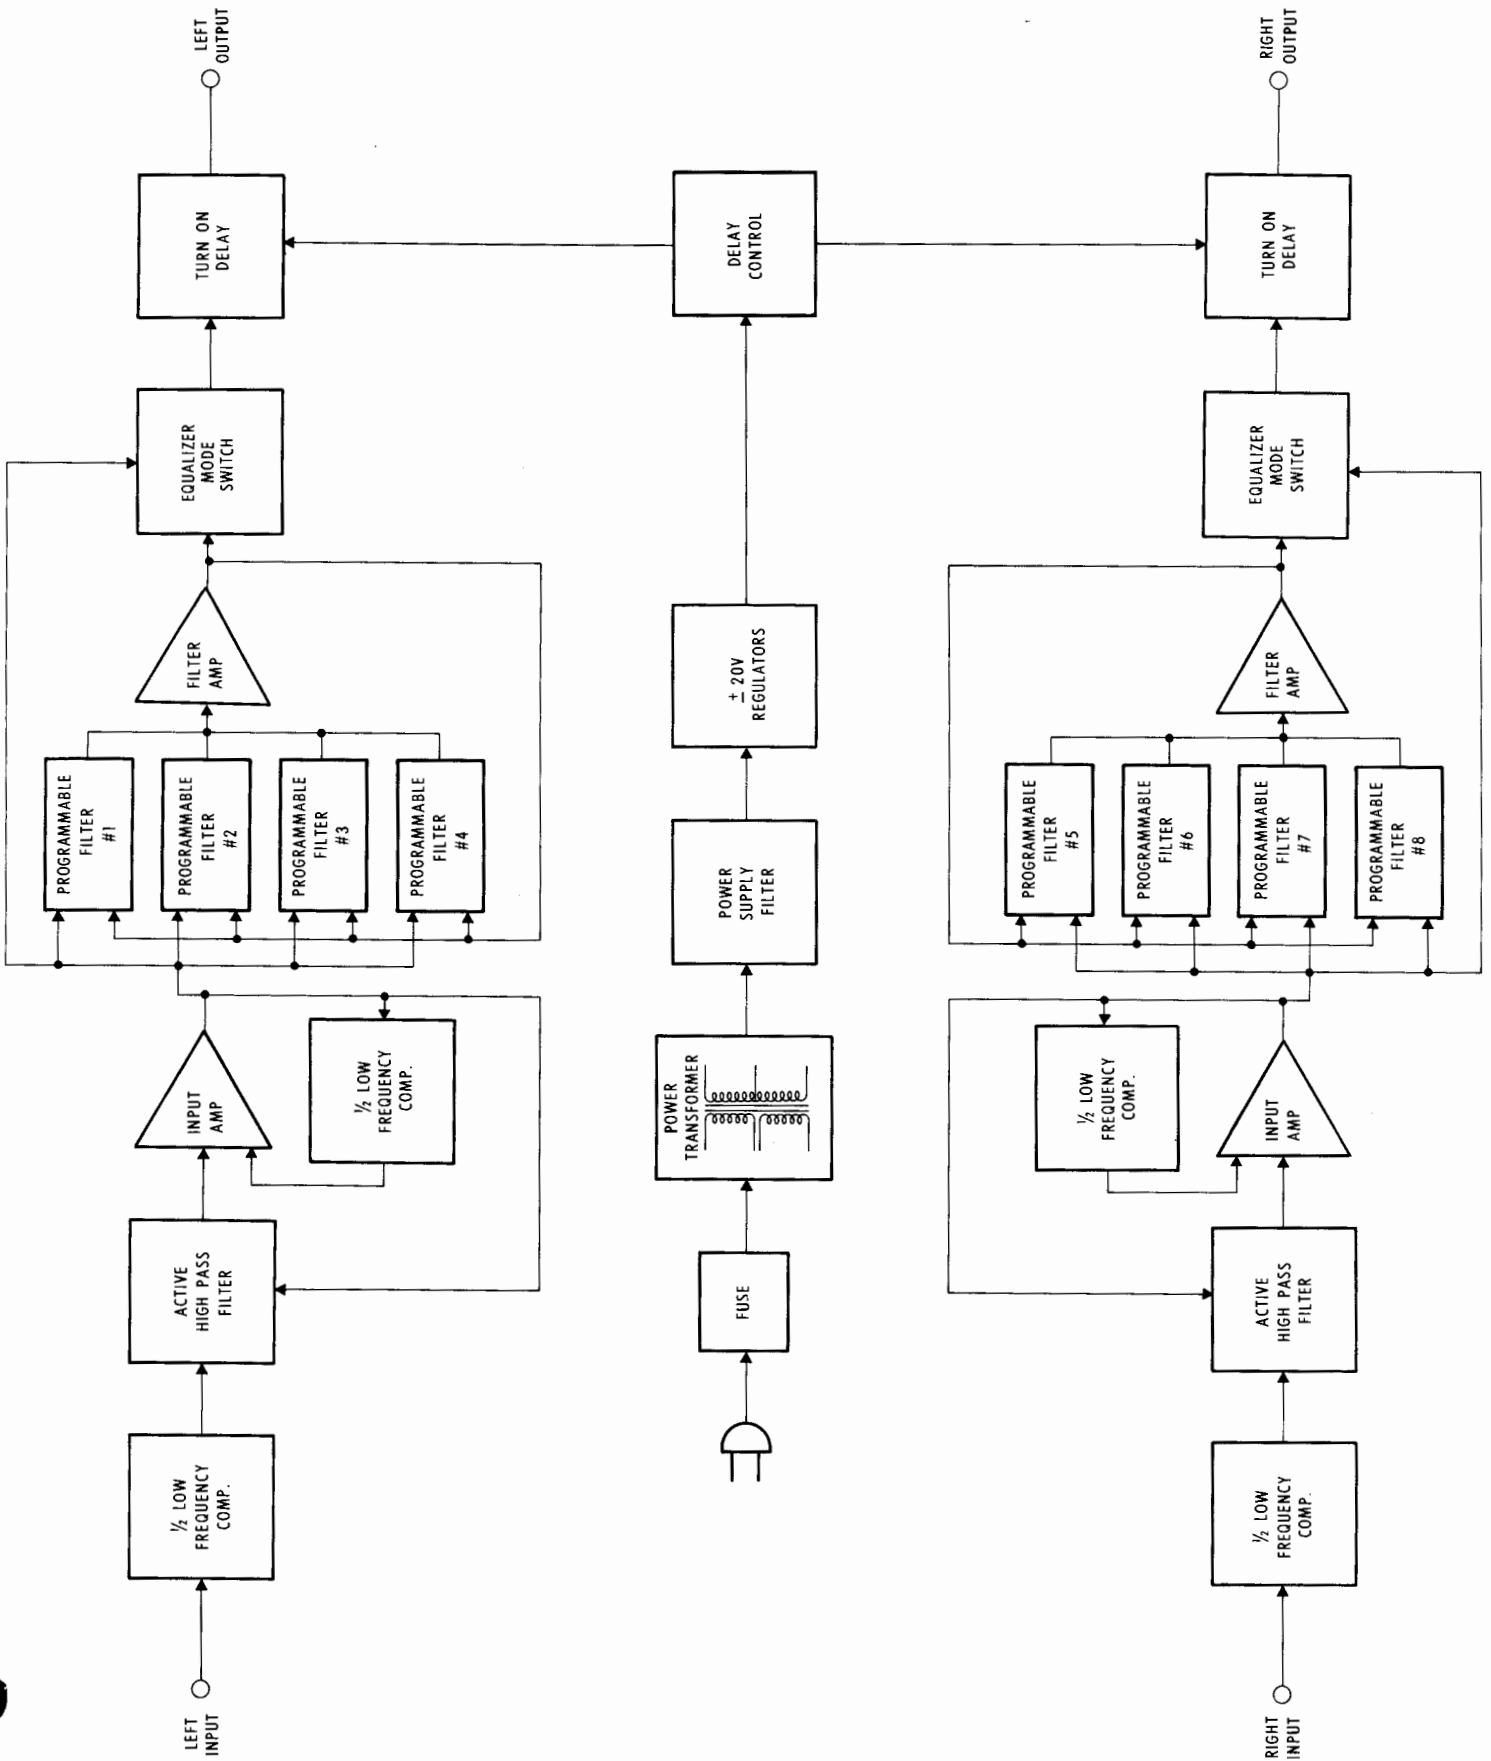 LEFT
INPUT
½ LOW
FREQUENCY
COMP.
ACTIVE
HIGH PASS
FILTER
INPUT
AMP
½ LOW
FREQUENCY
COMP.
PROGRAMMABLE
FILTER
#1
PROGRAMMABLE
FILTER
#2
PROGRAMMABLE
FILTER
#3
PROGRAMMABLE
FILTER
#4
FILTER
AMP
EQUALIZER
MODE
SWITCH
TURN ON
DELAY
LEFT
OUTPUT
FUSE
POWER
TRANSFORMER
POWER
SUPPLY
FILTER
± 20V
REGULATORS
DELAY
CONTROL
RIGHT
INPUT
½ LOW
FREQUENCY
COMP.
ACTIVE
HIGH PASS
FILTER
½ LOW
FREQUENCY
COMP.
INPUT
AMP
PROGRAMMABLE
FILTER
#5
PROGRAMMABLE
FILTER
#6
PROGRAMMABLE
FILTER
#7
PROGRAMMABLE
FILTER
#8
FILTER
AMP
EQUALIZER
MODE
SWITCH
TURN ON
DELAY
RIGHT
OUTPUT